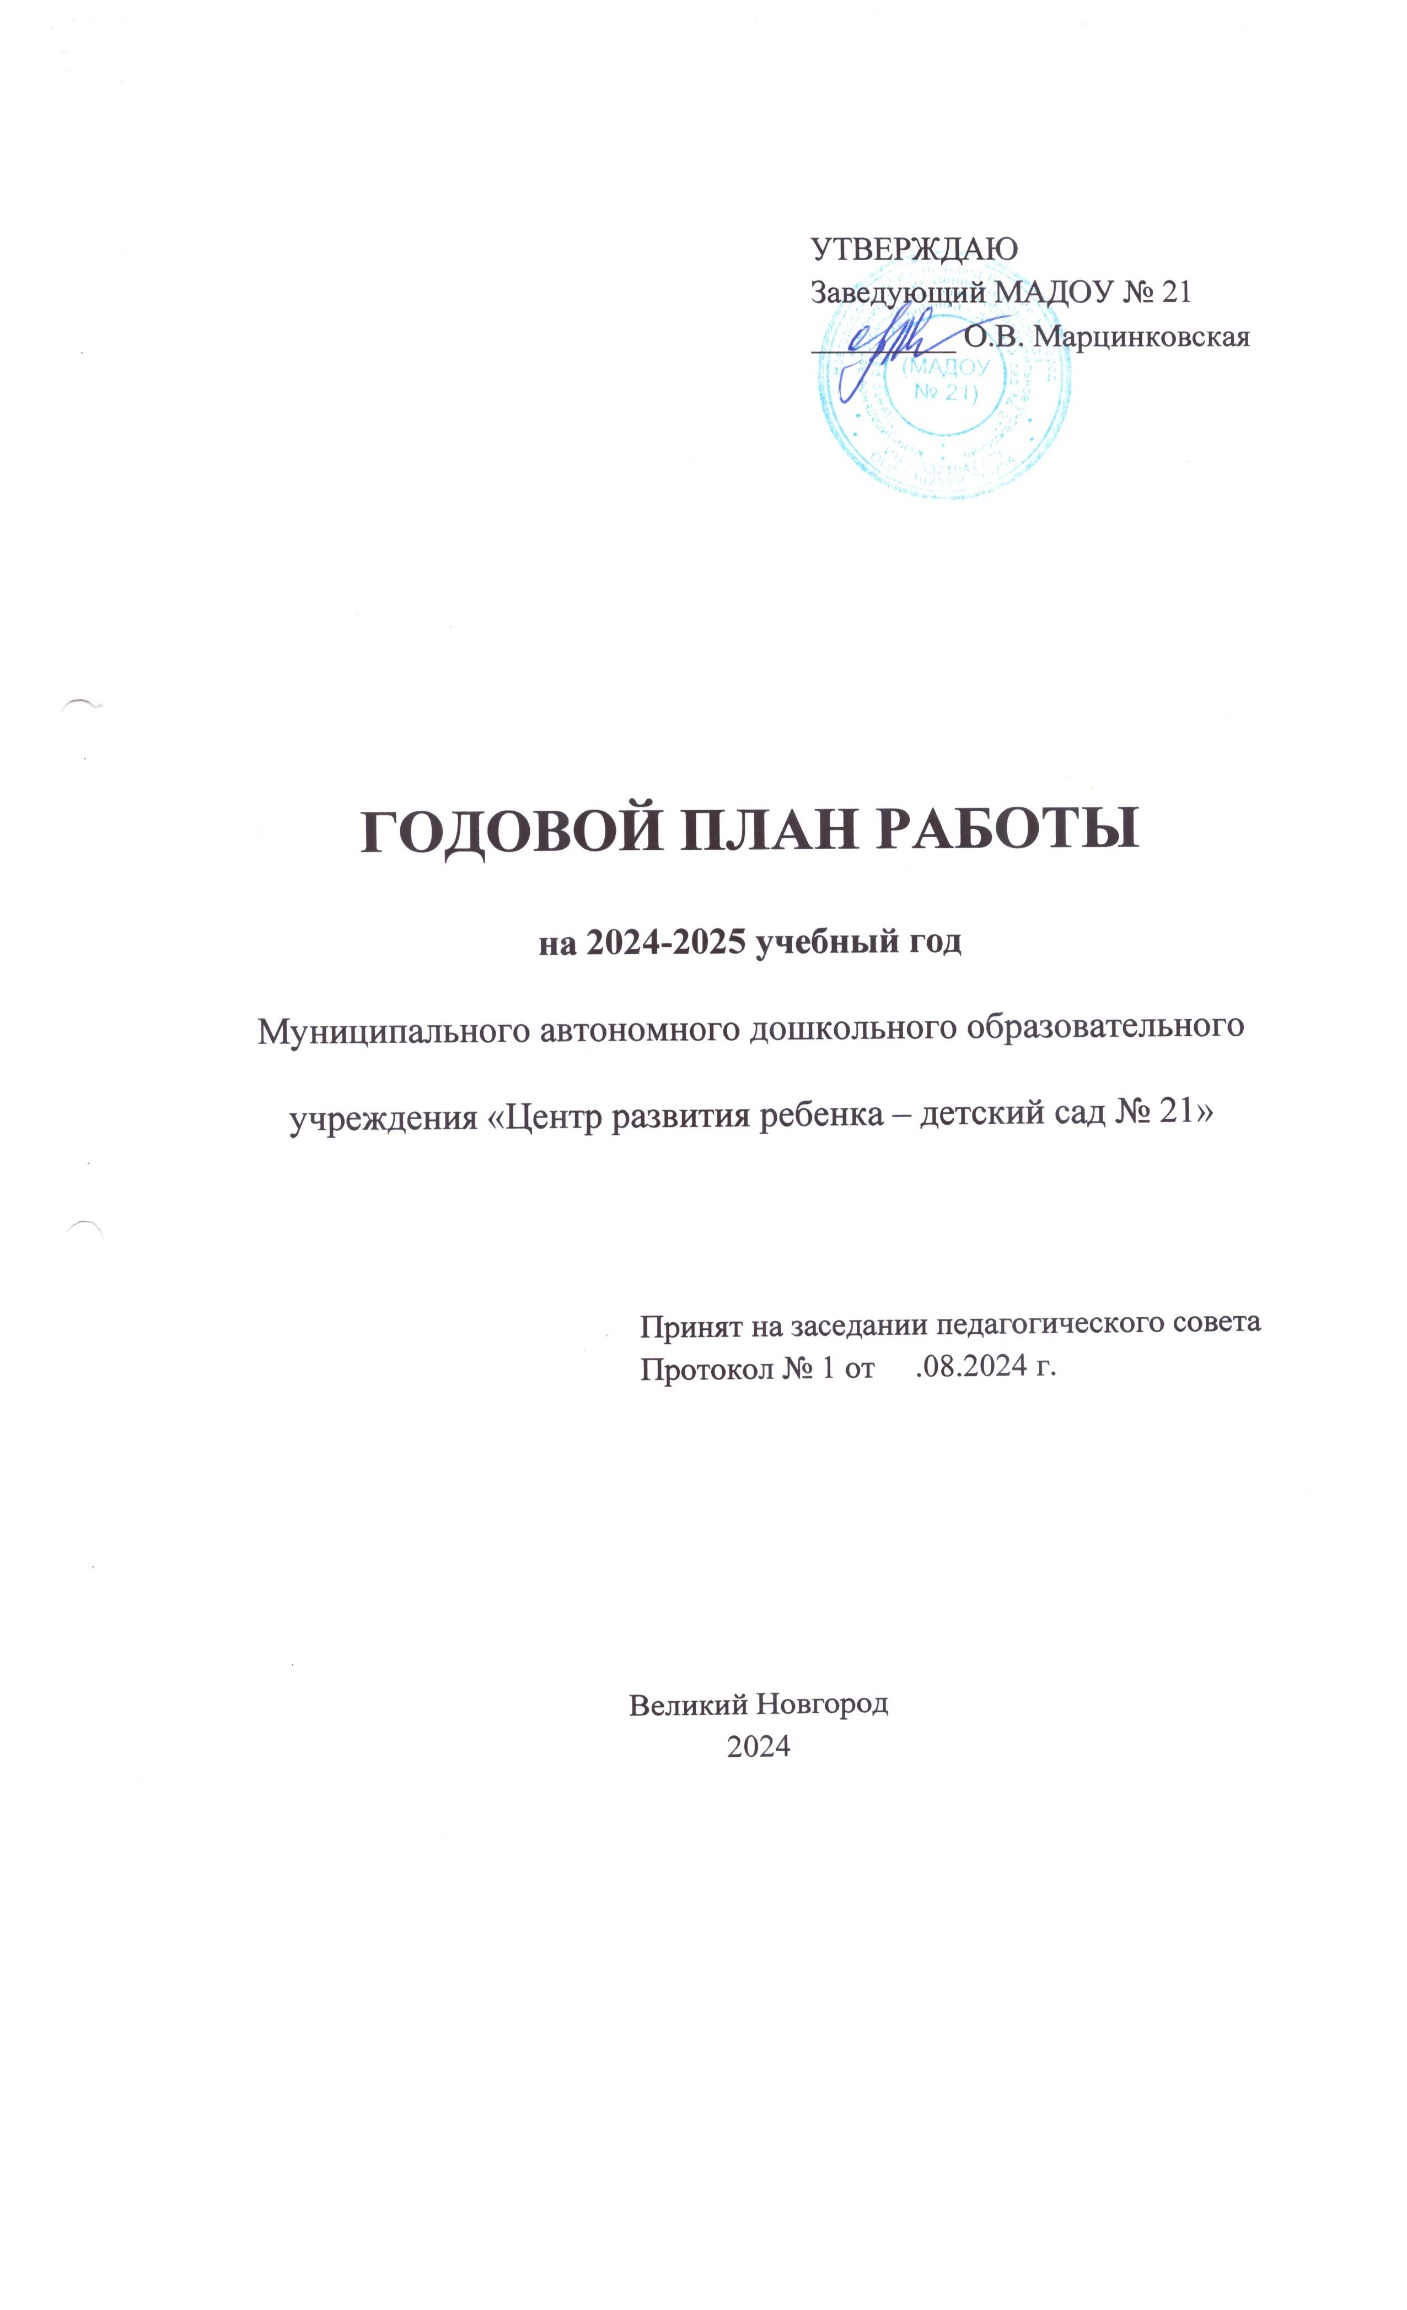 УТВЕРЖДАЮ
Заведующий МАДОУ № 21
_________ О.В. Марцинковская
(МАДОУ
№ 21)
ГОДОВОЙ ПЛАН РАБОТЫ
на 2024-2025 учебный год
Муниципального автономного дошкольного образовательного
учреждения «Центр развития ребенка – детский сад № 21»
Принят на заседании педагогического совета
Протокол № 1 от .08.2024 г.
Великий Новгород
2024